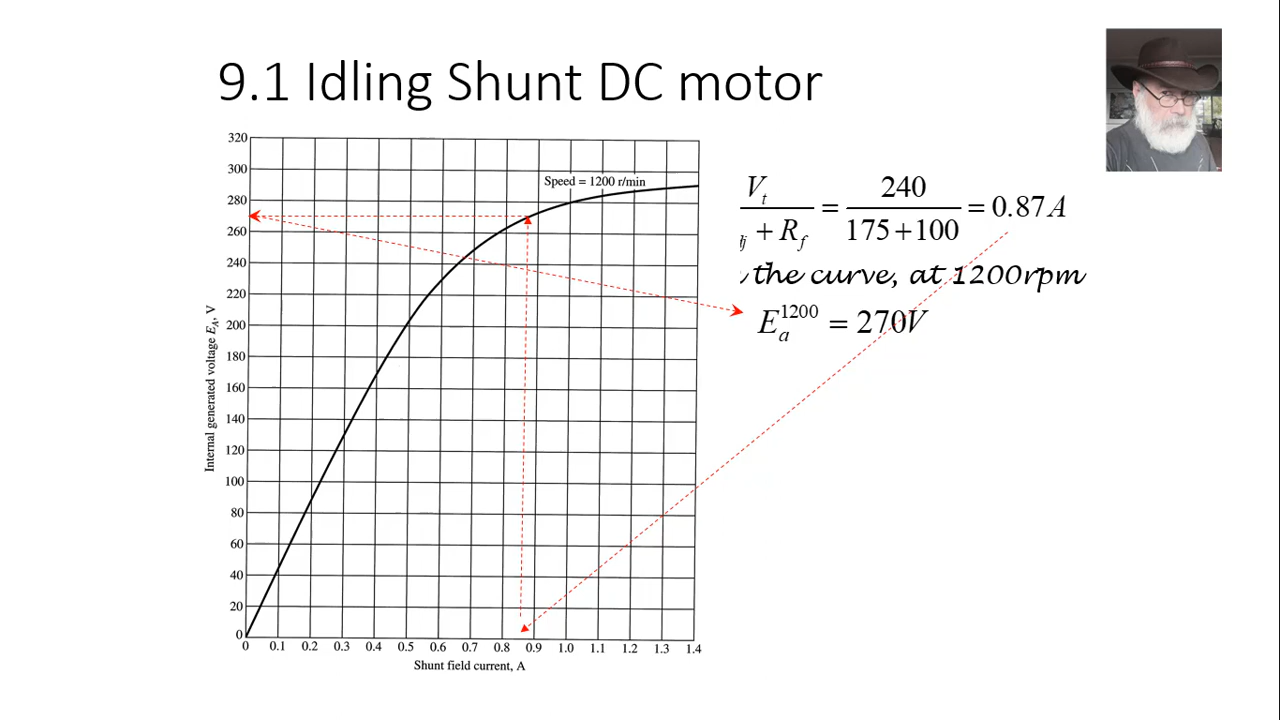 9.1 Idling Shunt DC motor
320
300
280
260
240
220
200
180
160
140
120
100
80
60
40
20
0
Internal generated voltage E_A, V
Speed = 1200 r/min
0 0.1 0.2 0.3 0.4 0.5 0.6 0.7 0.8 0.9 1.0 1.1 1.2 1.3 1.4
Shunt field current, A
V_t / + R_f = 240 / 175+100 = 0.87A
the curve, at 1200rpm
E_a^1200 = 270V